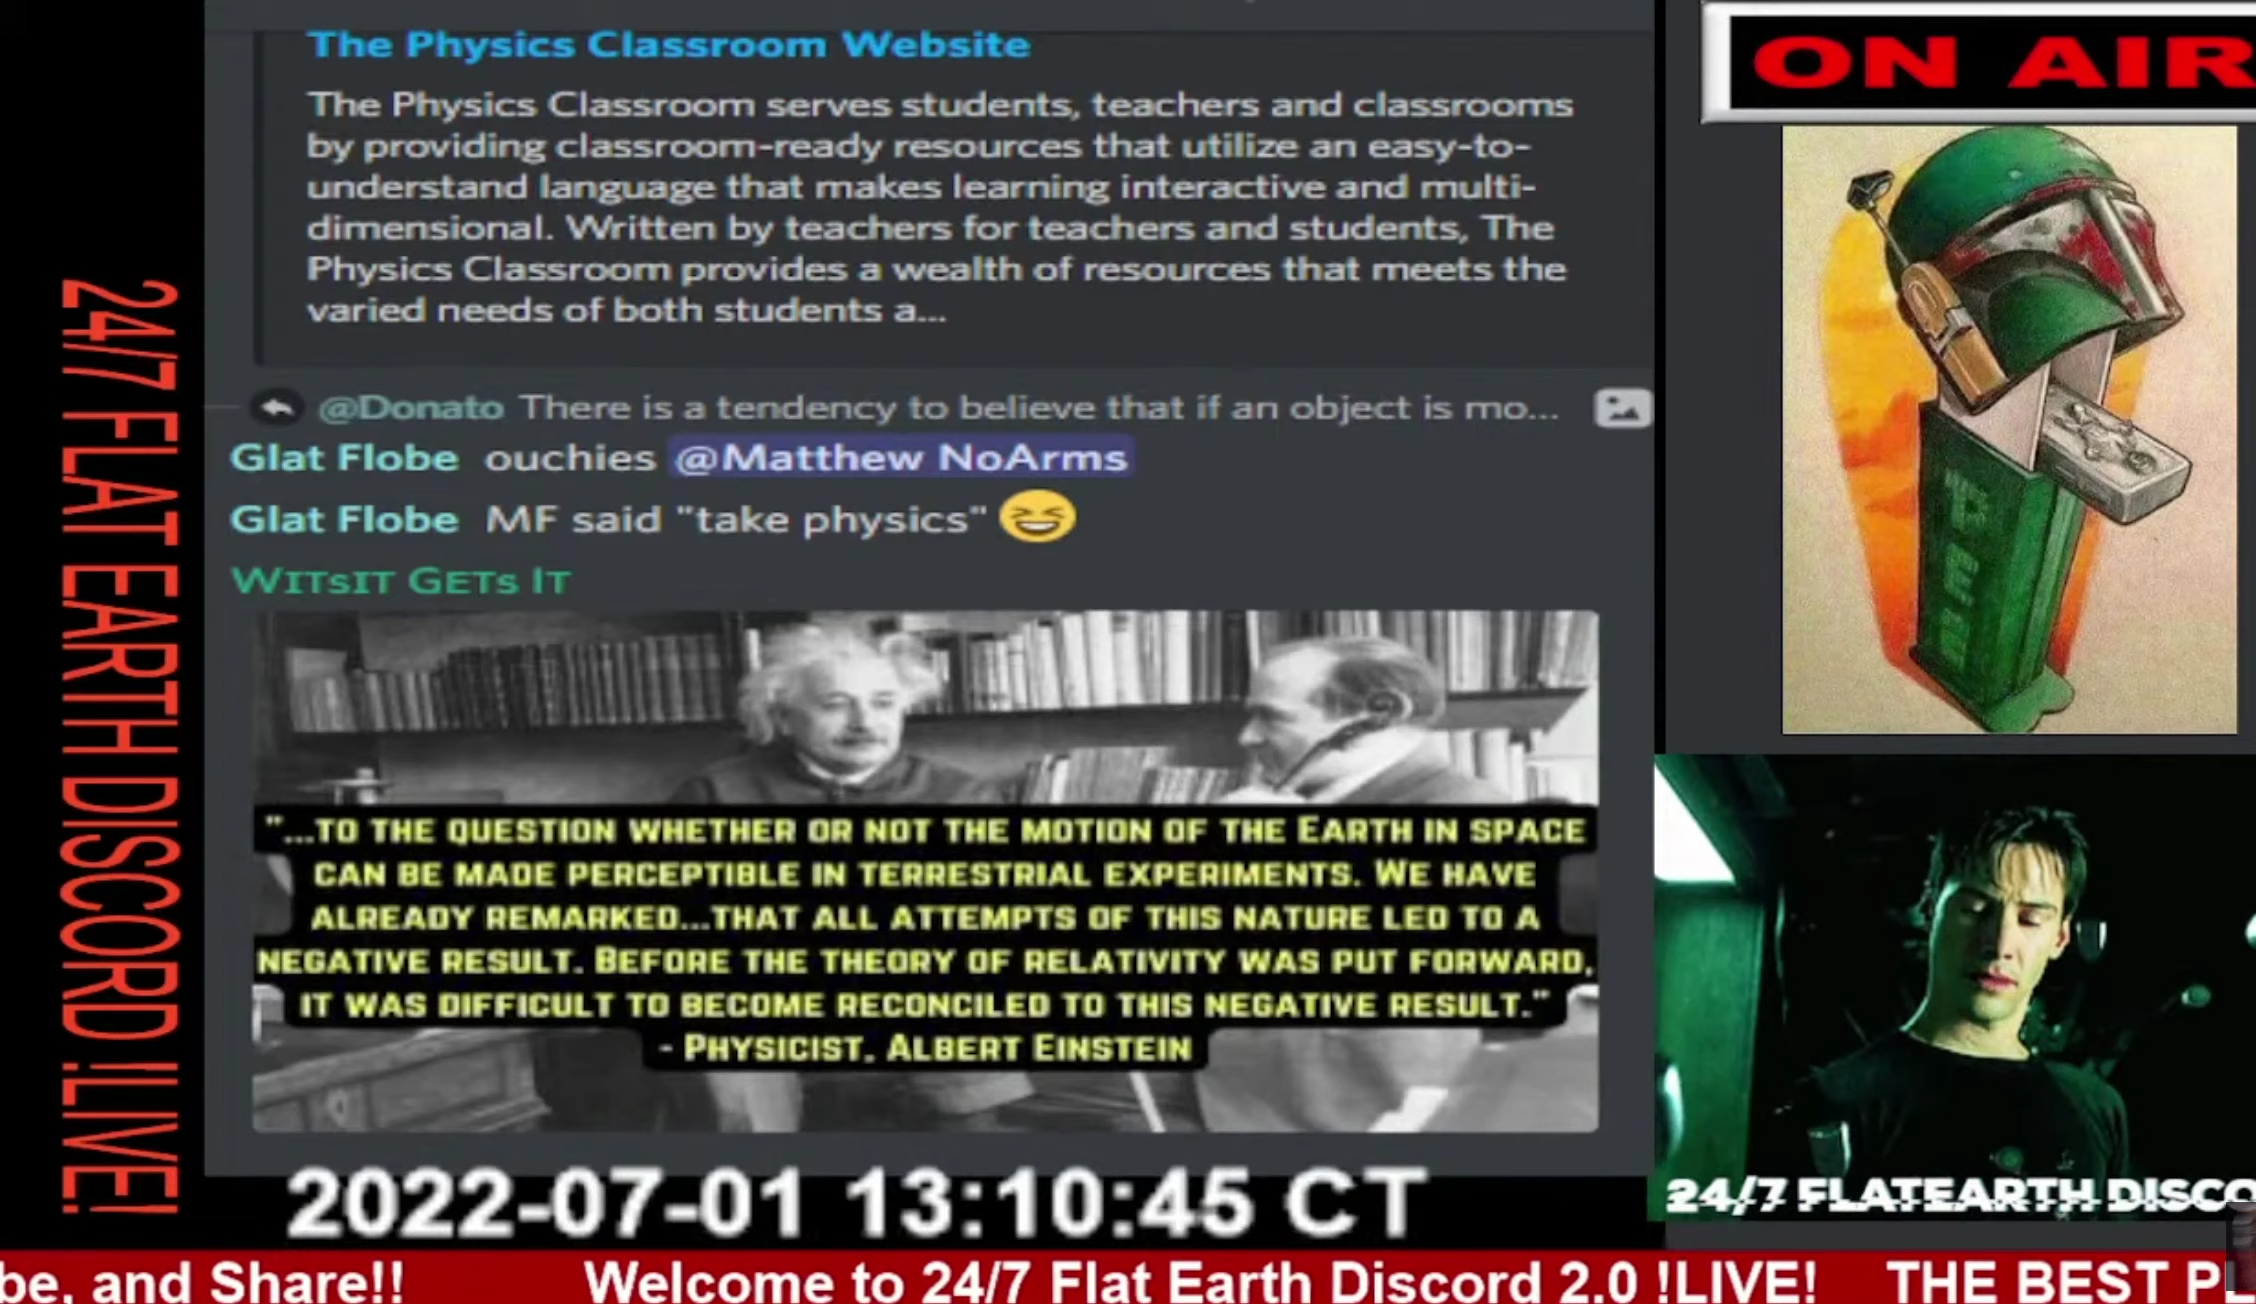 24/7 FLAT EARTH DISCORD !LIVE!
The Physics Classroom Website
The Physics Classroom serves students, teachers and classrooms
by providing classroom-ready resources that utilize an easy-to-
understand language that makes learning interactive and multi-
dimensional. Written by teachers for teachers and students, The
Physics Classroom provides a wealth of resources that meets the
varied needs of both students a...
@Donato There is a tendency to believe that if an object is mo...
Glat Flobe ouchies @Matthew NoArms
Glat Flobe MF said "take physics"
WITSIT GETS IT
"...TO THE QUESTION WHETHER OR NOT THE MOTION OF THE EARTH IN SPACE
CAN BE MADE PERCEPTIBLE IN TERRESTRIAL EXPERIMENTS. WE HAVE
ALREADY REMARKED...THAT ALL ATTEMPTS OF THIS NATURE LED TO A
NEGATIVE RESULT. BEFORE THE THEORY OF RELATIVITY WAS PUT FORWARD,
IT WAS DIFFICULT TO BECOME RECONCILED TO THIS NEGATIVE RESULT."
- PHYSICIST, ALBERT EINSTEIN
2022-07-01 13:10:45 CT
ON AIR
24/7 FLATEARTH DISCO
be, and Share!! Welcome to 24/7 Flat Earth Discord 2.0 !LIVE! THE BEST